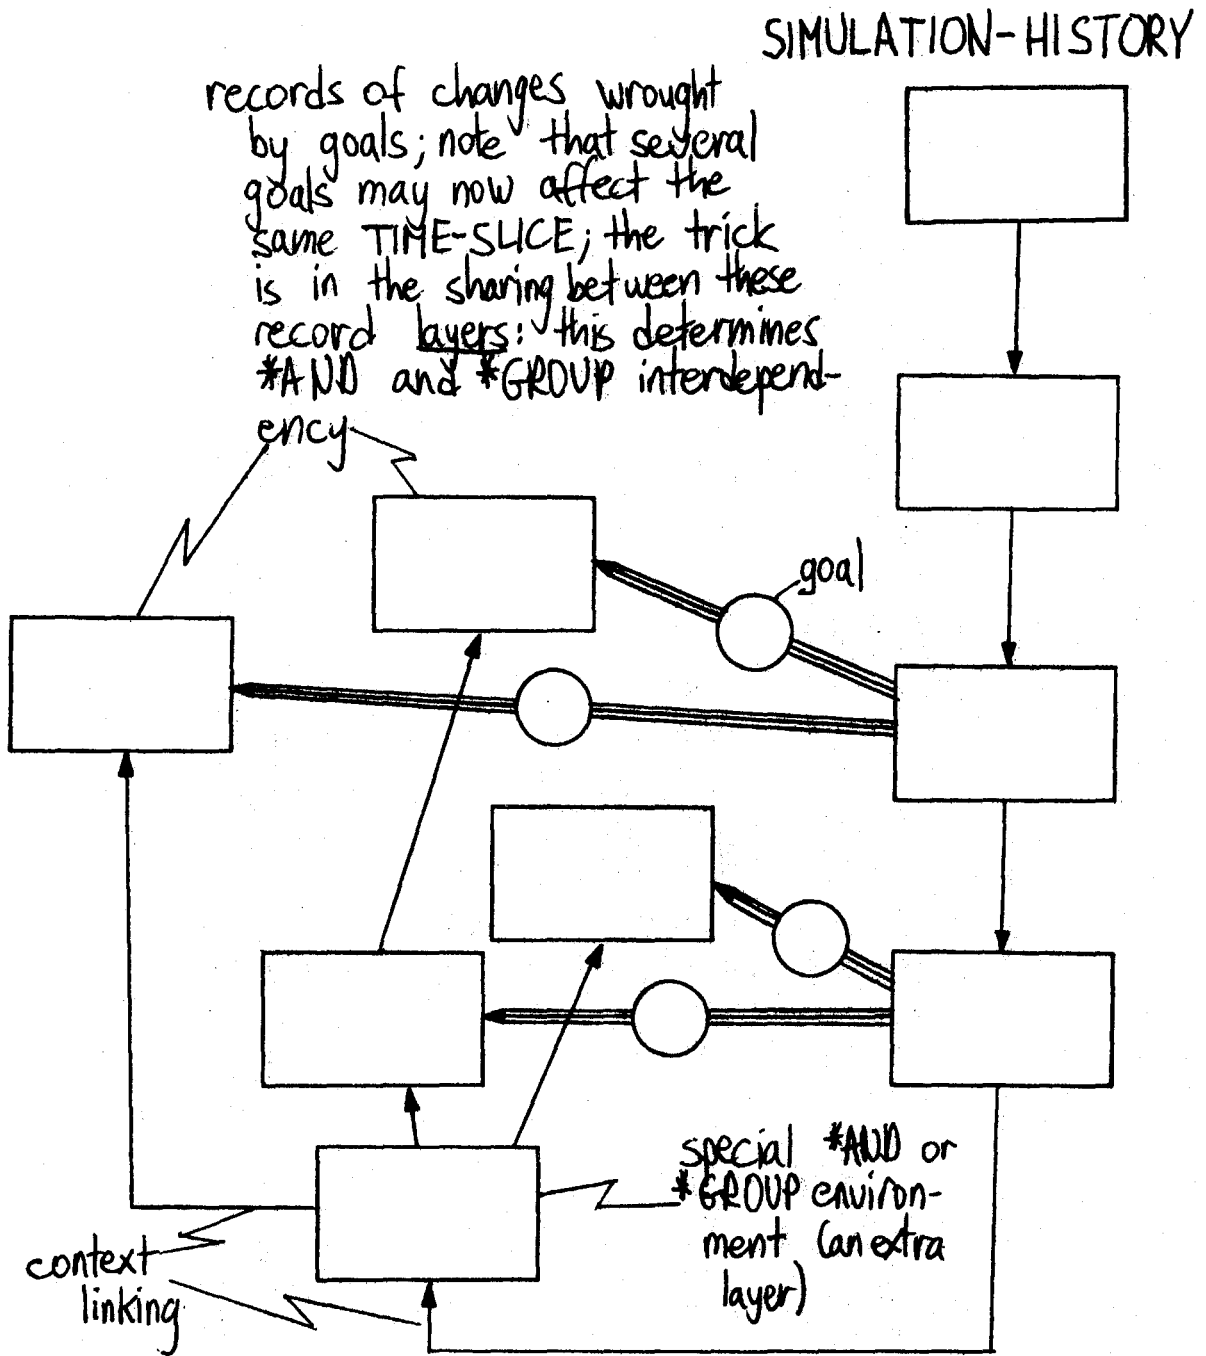 SIMULATION-HISTORY
records of changes wrought
by goals; note that several
goals may now affect the
same TIME-SLICE; the trick
is in the sharing between these
record layers: this determines
*AND and *GROUP interdepend-
ency
goal
special *AND or
*GROUP environ-
ment (an extra
layer)
context
linking